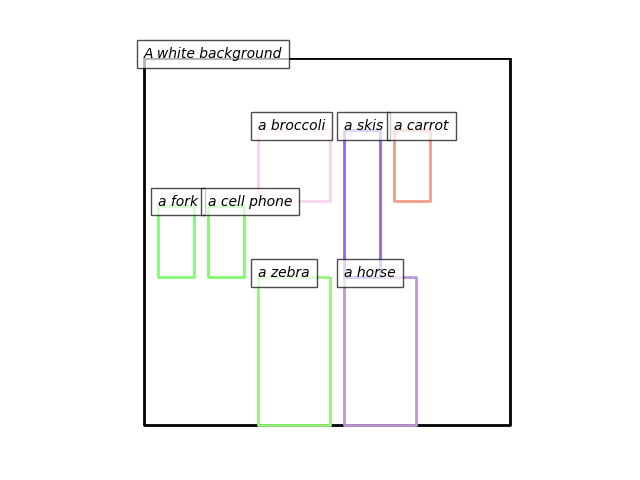 A white background
a broccoli
a skis
a carrot
a fork
a cell phone
a zebra
a horse